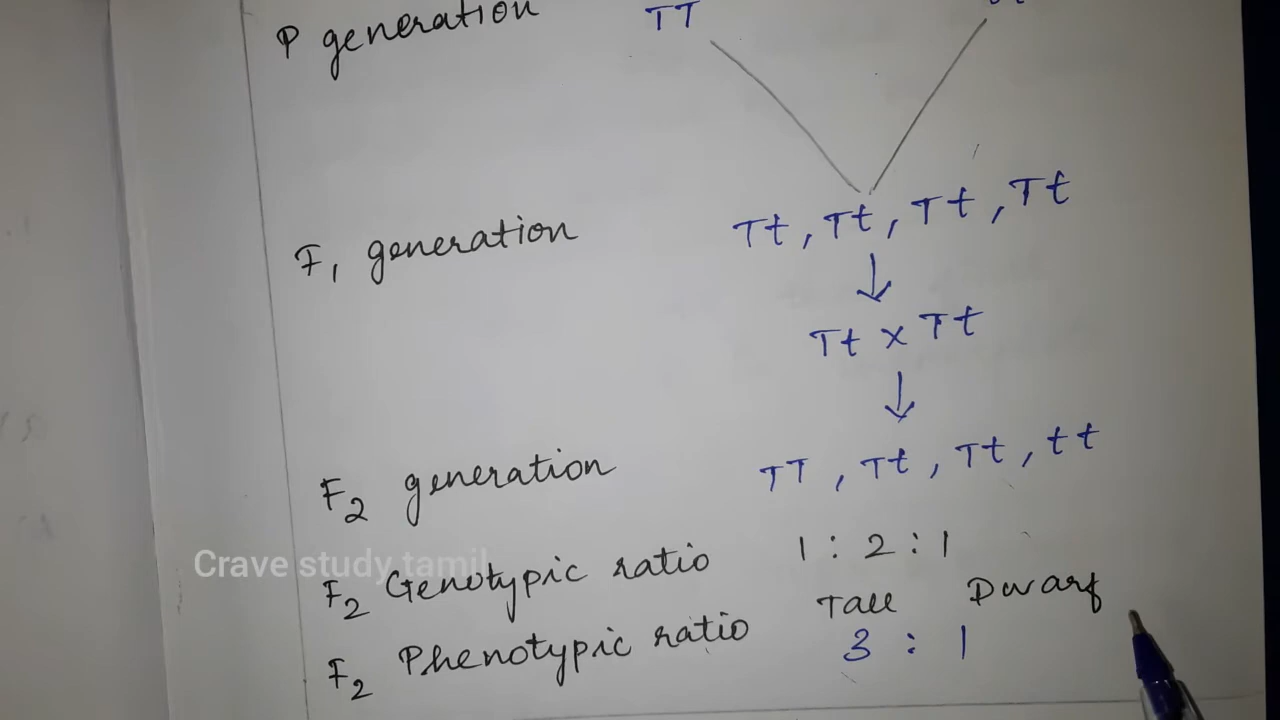 P generation TT
F1 generation Tt, Tt, Tt, Tt
Tt x Tt
F2 generation TT, Tt, Tt, tt
F2 Genotypic ratio 1 : 2 : 1
Tall Dwarf
F2 Phenotypic ratio 3 : 1
Crave study tamil